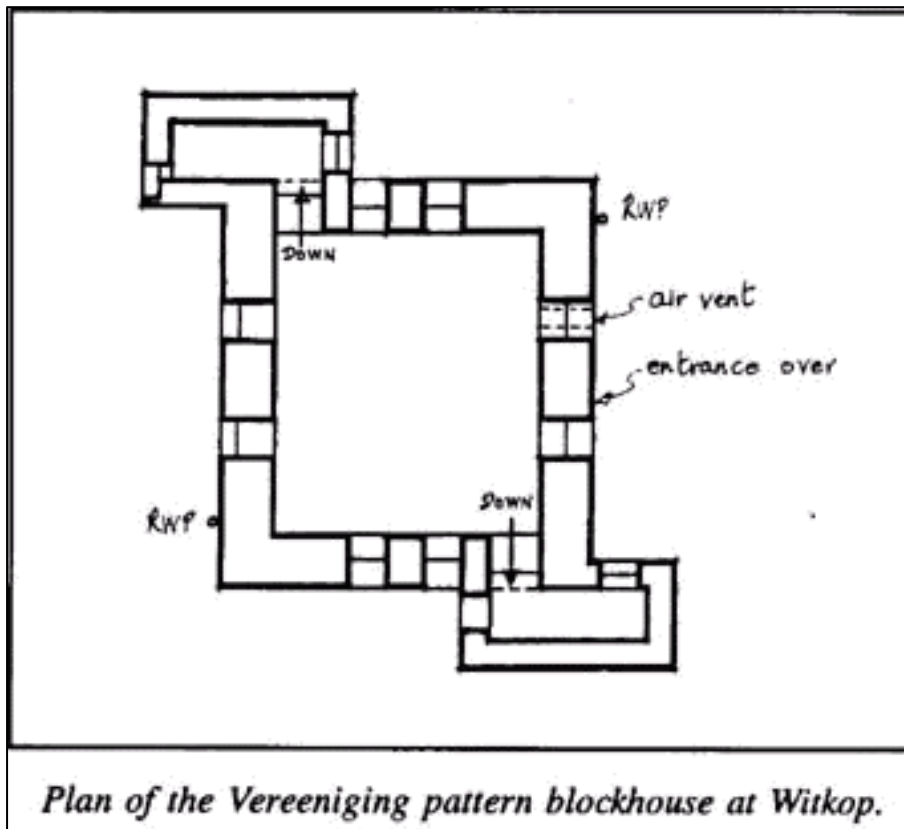 RWP
DOWN
air vent
entrance over
DOWN
RWP
Plan of the Vereeniging pattern blockhouse at Witkop.